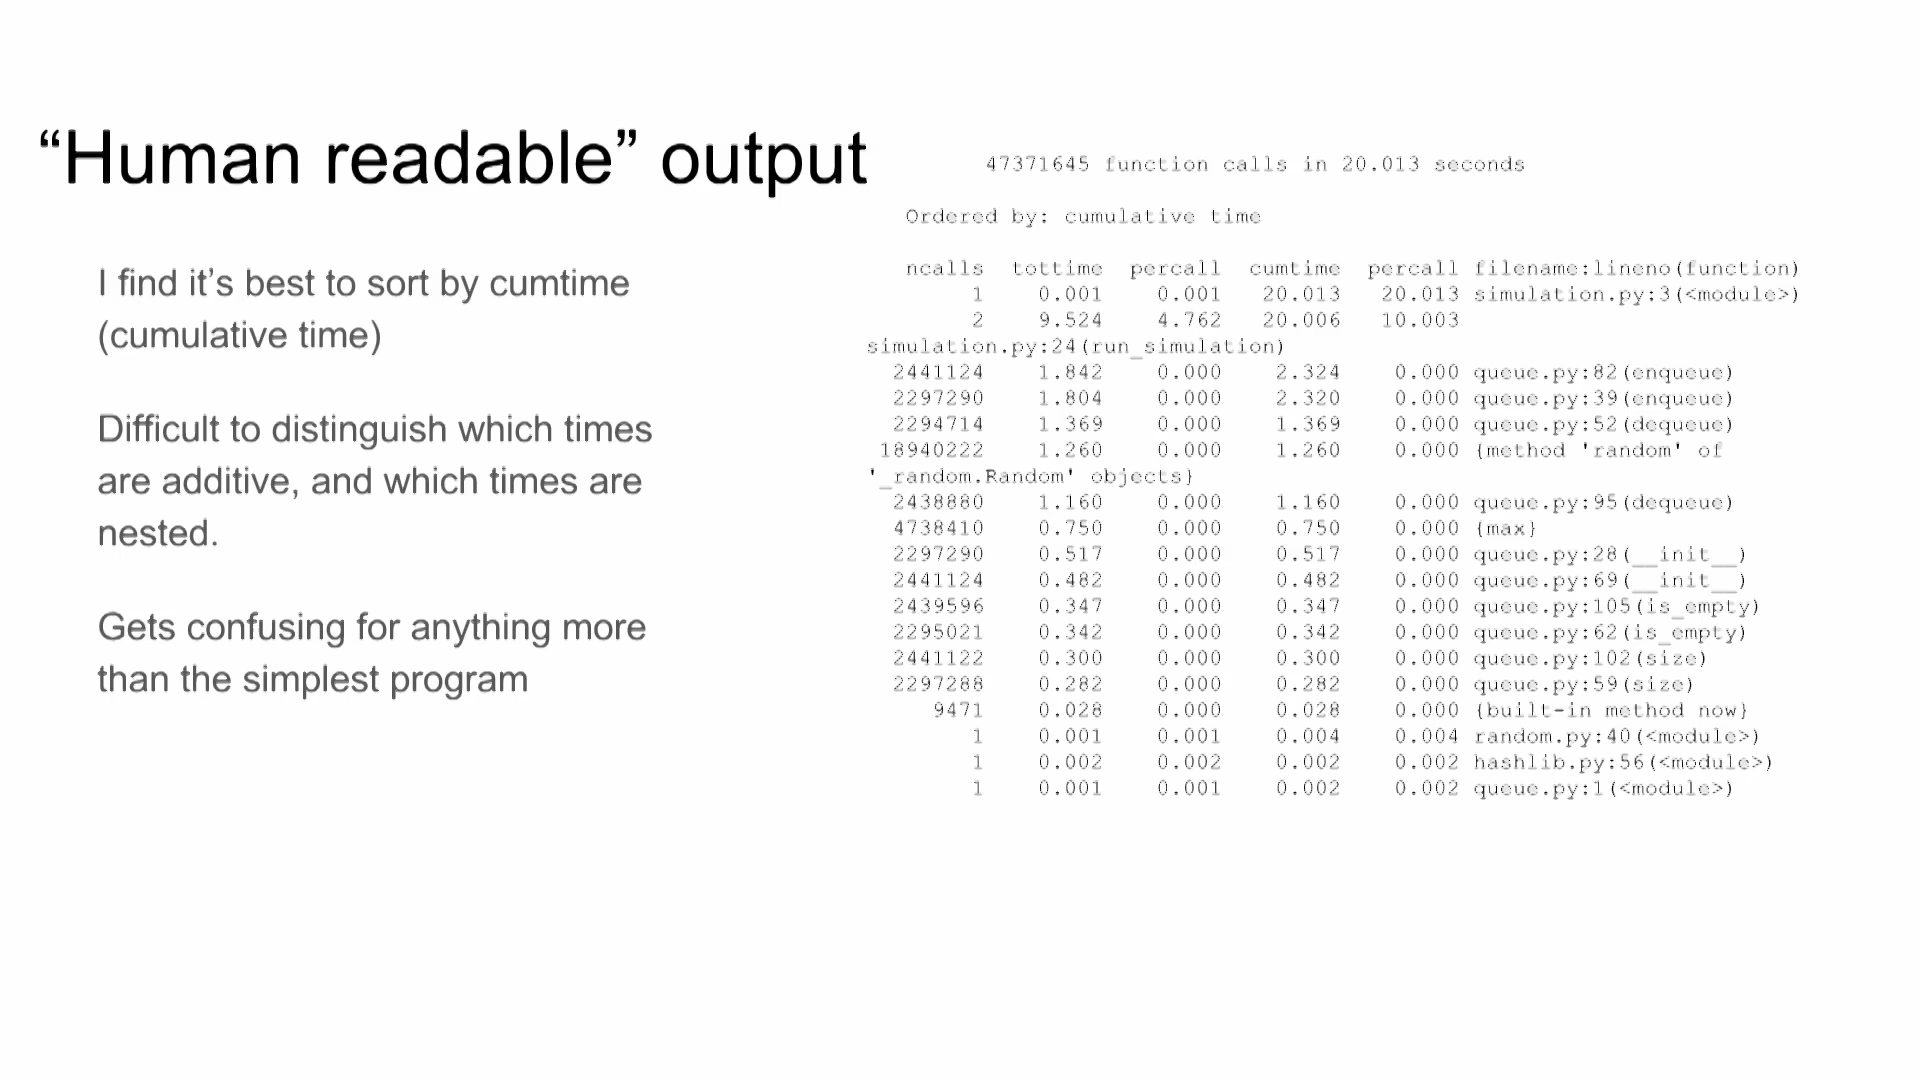 “Human readable” output
I find it’s best to sort by cumtime
(cumulative time)
Difficult to distinguish which times
are additive, and which times are
nested.
Gets confusing for anything more
than the simplest program
47371645 function calls in 20.013 seconds
Ordered by: cumulative time
ncalls tottime percall cumtime percall filename:lineno(function)
1 0.001 0.001 20.013 20.013 simulation.py:3(<module>)
2 9.524 4.762 20.006 10.003
simulation.py:24(run_simulation)
2441124 1.842 0.000 2.324 0.000 queue.py:82(enqueue)
2297290 1.804 0.000 2.320 0.000 queue.py:39(enqueue)
2294714 1.369 0.000 1.369 0.000 queue.py:52(dequeue)
18940222 1.260 0.000 1.260 0.000 {method 'random' of
'_random.Random' objects}
2438880 1.160 0.000 1.160 0.000 queue.py:95(dequeue)
4738410 0.750 0.000 0.750 0.000 {max}
2297290 0.517 0.000 0.517 0.000 queue.py:28(__init__)
2441124 0.482 0.000 0.482 0.000 queue.py:69(__init__)
2439596 0.347 0.000 0.347 0.000 queue.py:105(is_empty)
2295021 0.342 0.000 0.342 0.000 queue.py:62(is_empty)
2441122 0.300 0.000 0.300 0.000 queue.py:102(size)
2297288 0.282 0.000 0.282 0.000 queue.py:59(size)
9471 0.028 0.000 0.028 0.000 {built-in method now}
1 0.001 0.001 0.004 0.004 random.py:40(<module>)
1 0.002 0.002 0.002 0.002 hashlib.py:56(<module>)
1 0.001 0.001 0.002 0.002 queue.py:1(<module>)